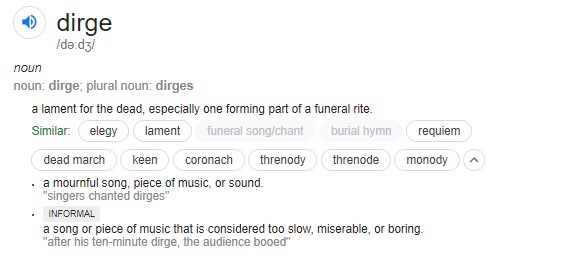 dirge
/dəːdʒ/
noun
noun: dirge; plural noun: dirges
a lament for the dead, especially one forming part of a funeral rite.
Similar: elegy lament funeral song/chant burial hymn requiem
dead march keen coronach threnody threnode monody
• a mournful song, piece of music, or sound.
"singers chanted dirges"
• INFORMAL
a song or piece of music that is considered too slow, miserable, or boring.
"after his ten-minute dirge, the audience booed"